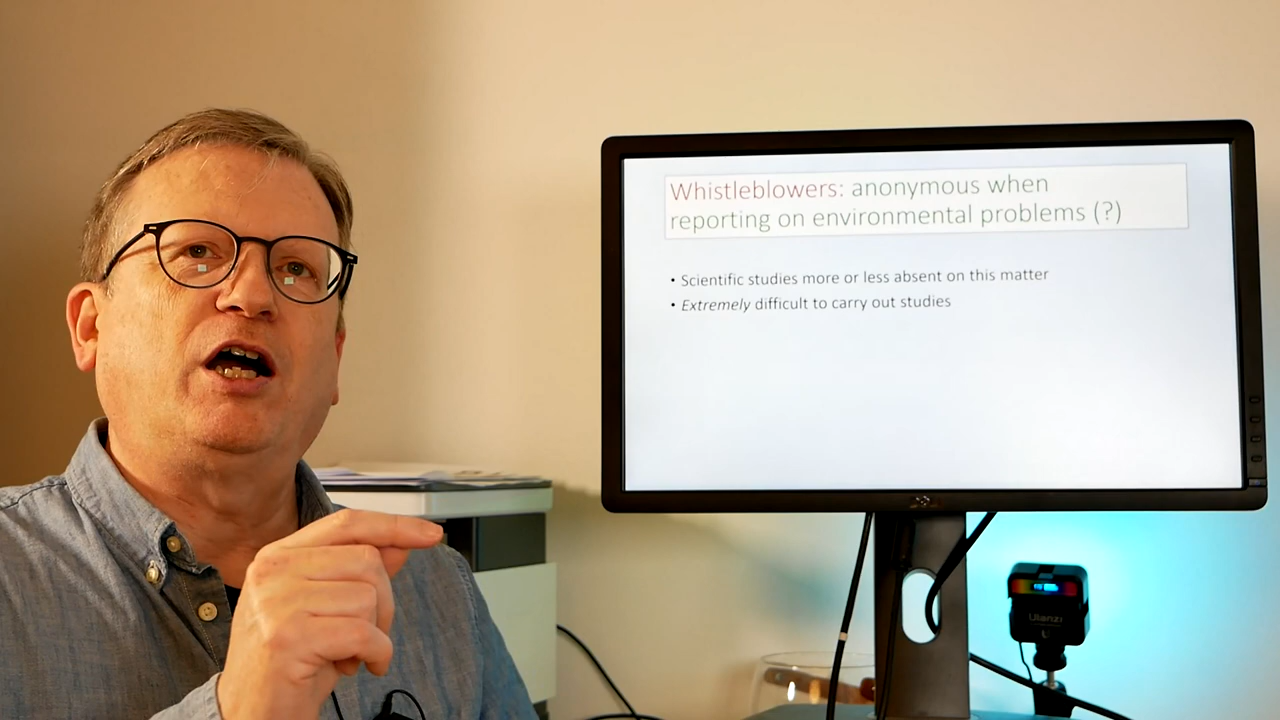 Whistleblowers: anonymous when
reporting on environmental problems (?)
• Scientific studies more or less absent on this matter
• Extremely difficult to carry out studies
Ulanzi